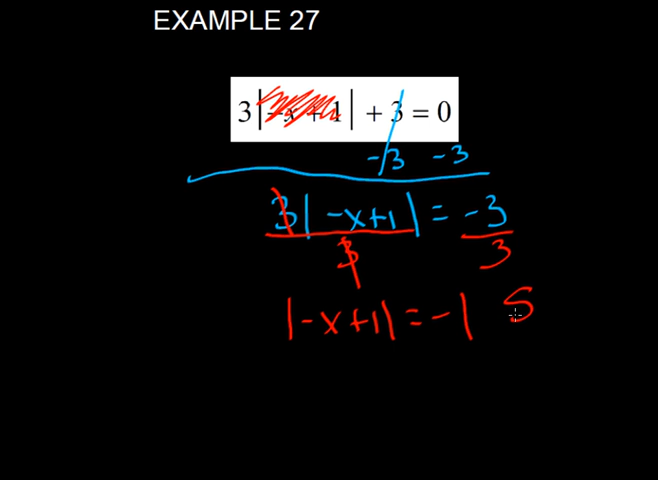 EXAMPLE 27
3|-x + 1| + 3 = 0
-3 -3
3|-x+1| = -3
3 3
|-x+1| = -1 S